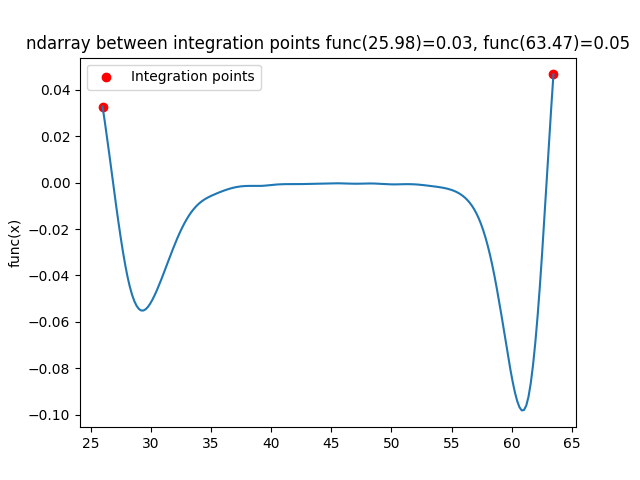 ndarray between integration points func(25.98)=0.03, func(63.47)=0.05
Integration points
func(x)
0.04
0.02
0.00
−0.02
−0.04
−0.06
−0.08
−0.10
25 30 35 40 45 50 55 60 65